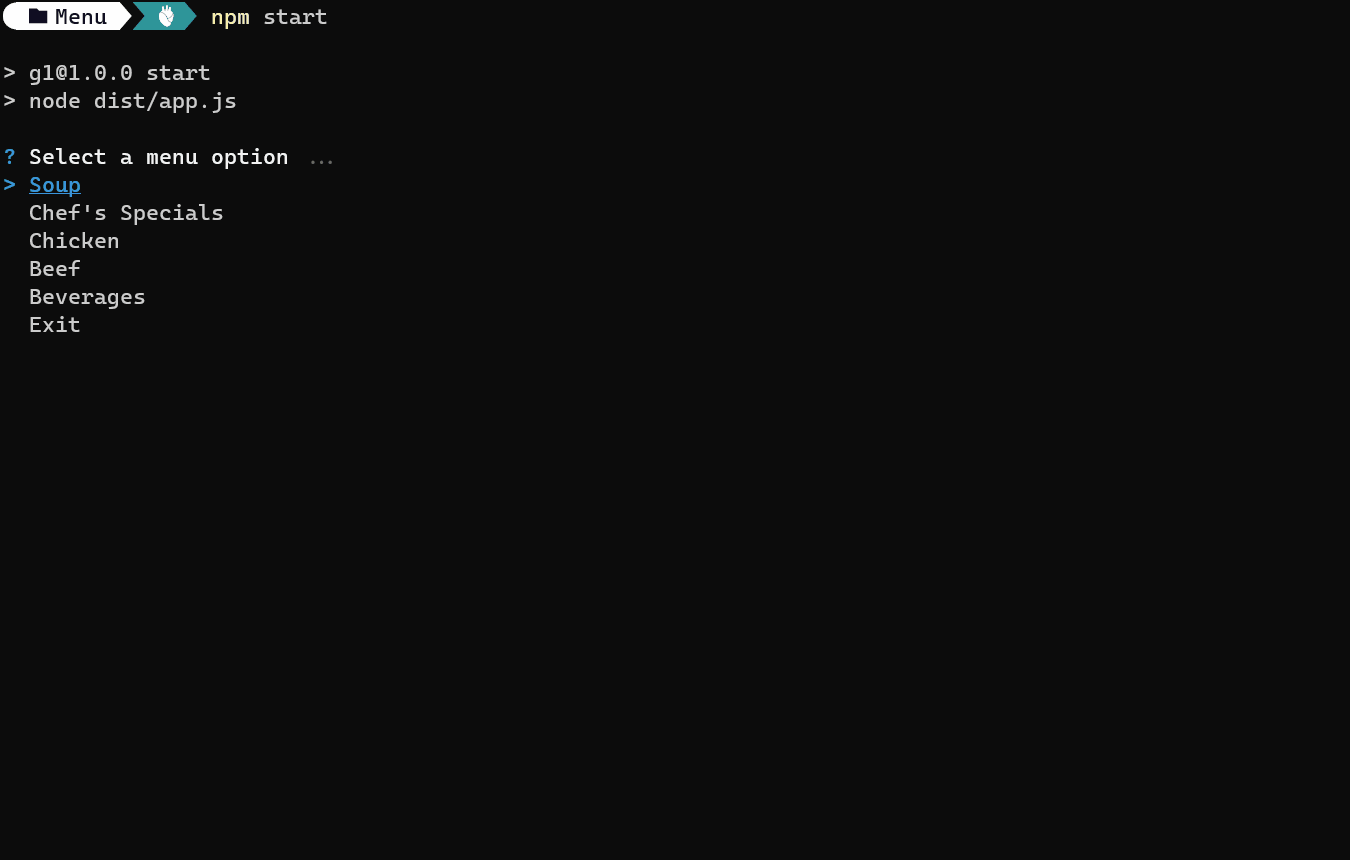 Menu npm start
> g1@1.0.0 start
> node dist/app.js
? Select a menu option ...
> Soup
Chef's Specials
Chicken
Beef
Beverages
Exit